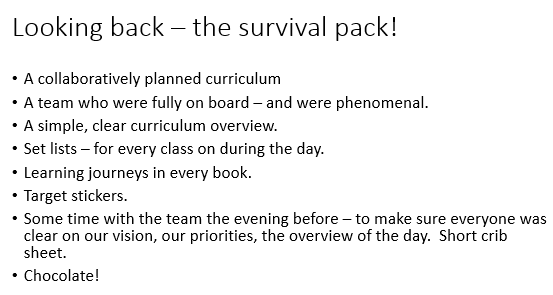 Looking back – the survival pack!
• A collaboratively planned curriculum
• A team who were fully on board – and were phenomenal.
• A simple, clear curriculum overview.
• Set lists – for every class on during the day.
• Learning journeys in every book.
• Target stickers.
• Some time with the team the evening before – to make sure everyone was
clear on our vision, our priorities, the overview of the day.  Short crib
sheet.
• Chocolate!